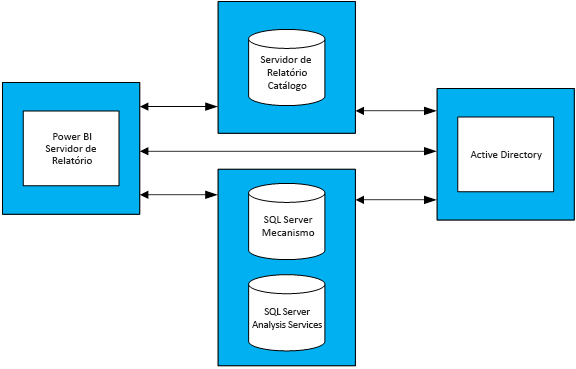 Servidor de
Relatório
Catálogo
Power BI
Servidor de
Relatório
Active Directory
SQL Server
Mecanismo
SQL Server
Analysis Services